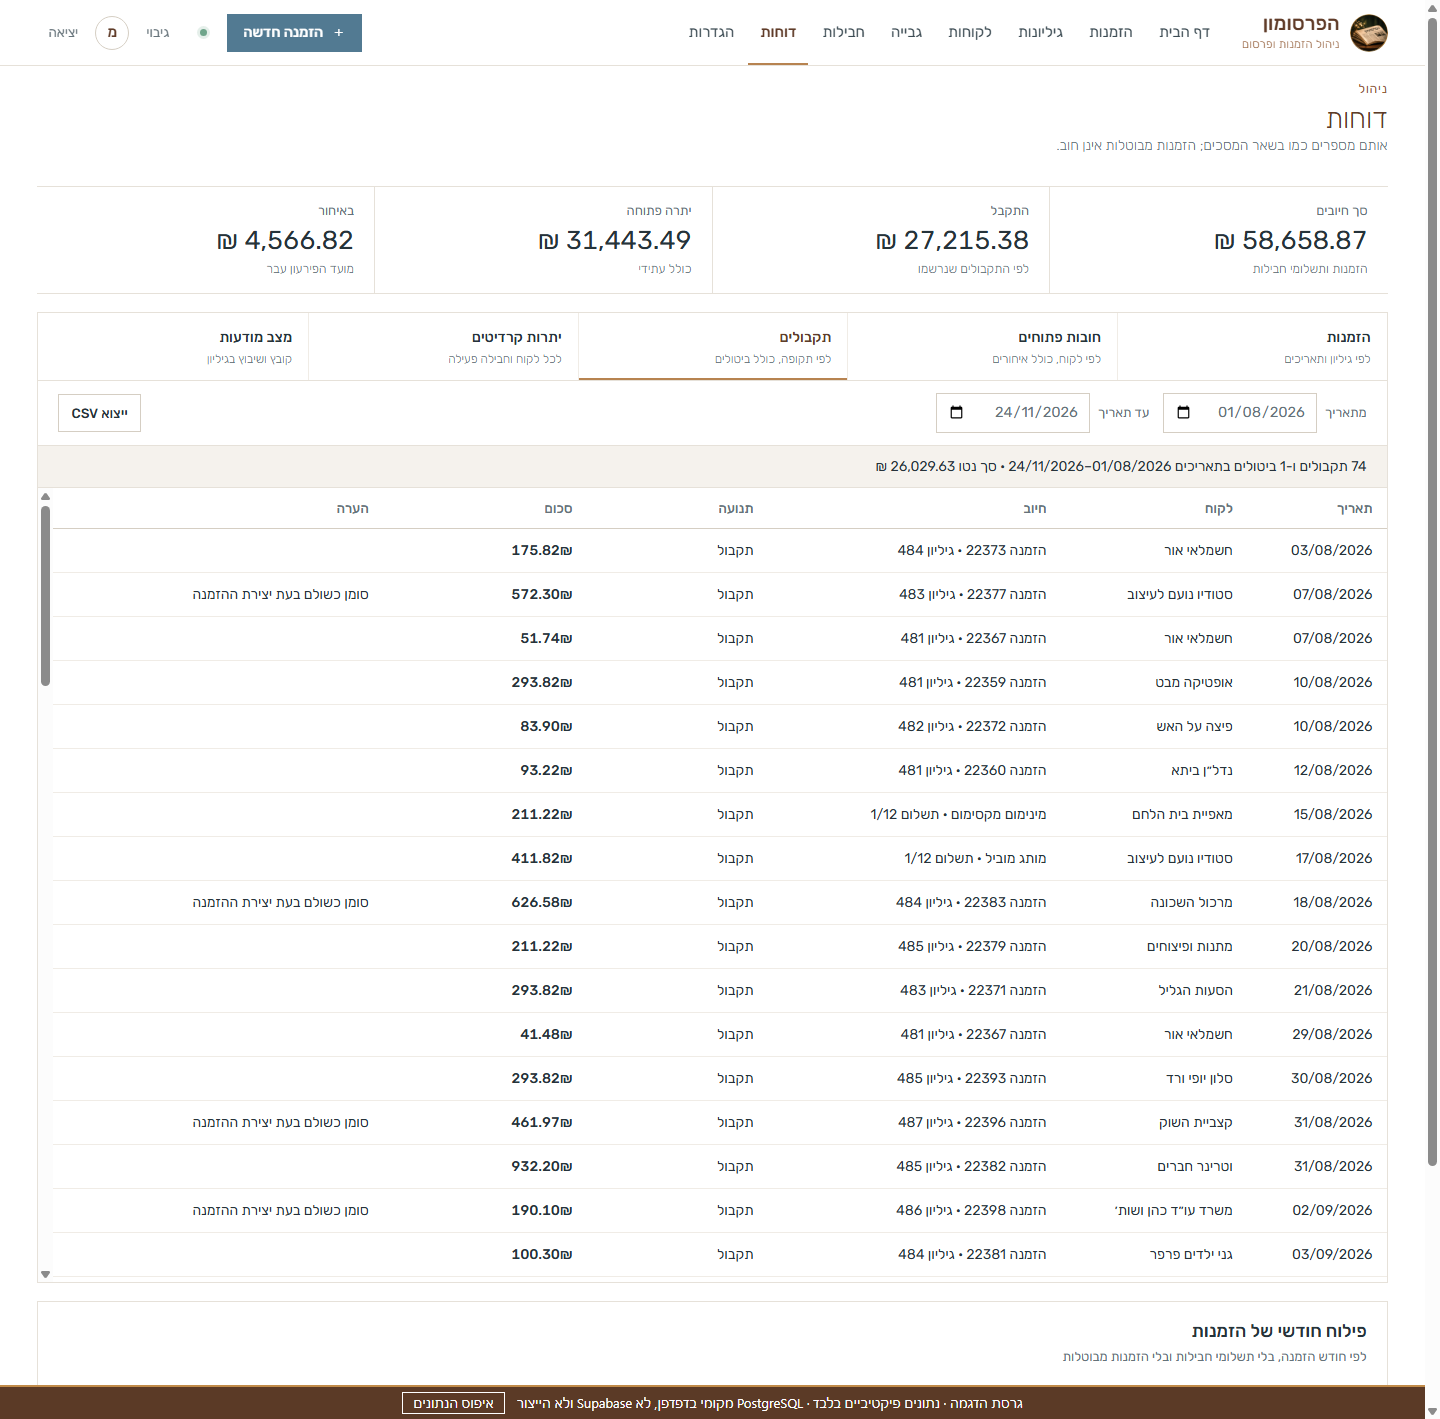 הפרסומון
ניהול הזמנות ופרסום
דף הבית
הזמנות
גיליונות
לקוחות
גבייה
חבילות
דוחות
הגדרות
+ הזמנה חדשה
גיבוי
מ
יציאה
ניהול
דוחות
אותם מספרים כמו בשאר המסכים; הזמנות מבוטלות אינן חוב.
סך חיובים
58,658.87 ₪
הזמנות ותשלומי חבילות
התקבל
27,215.38 ₪
לפי התקבולים שנרשמו
יתרה פתוחה
31,443.49 ₪
כולל עתידי
באיחור
4,566.82 ₪
מועד הפירעון עבר
הזמנות
לפי גיליון ותאריכים
חובות פתוחים
לפי לקוח, כולל איחורים
תקבולים
לפי תקופה, כולל ביטולים
יתרות קרדיטים
לכל לקוח וחבילה פעילה
מצב מודעות
קובץ ושיבוץ בגיליון
מתאריך 01/08/2026 עד תאריך 24/11/2026
ייצוא CSV
74 תקבולים ו-1 ביטולים בתאריכים 01/08/2026–24/11/2026 • סך נטו 26,029.63 ₪
תאריך לקוח חיוב תנועה סכום הערה
03/08/2026 חשמלאי אור הזמנה 22373 • גיליון 484 תקבול ₪175.82
07/08/2026 סטודיו נועם לעיצוב הזמנה 22377 • גיליון 483 תקבול ₪572.30 סומן כשולם בעת יצירת ההזמנה
07/08/2026 חשמלאי אור הזמנה 22367 • גיליון 481 תקבול ₪51.74
10/08/2026 אופטיקה מבט הזמנה 22359 • גיליון 481 תקבול ₪293.82
10/08/2026 פיצה על האש הזמנה 22372 • גיליון 482 תקבול ₪83.90
12/08/2026 נדל״ן ביתא הזמנה 22360 • גיליון 481 תקבול ₪93.22
15/08/2026 מאפיית בית הלחם מינימום מקסימום • תשלום 1/12 תקבול ₪211.22
17/08/2026 סטודיו נועם לעיצוב מותג מוביל • תשלום 1/12 תקבול ₪411.82
18/08/2026 מרכול השכונה הזמנה 22383 • גיליון 484 תקבול ₪626.58 סומן כשולם בעת יצירת ההזמנה
20/08/2026 מתנות ופיצוחים הזמנה 22379 • גיליון 485 תקבול ₪211.22
21/08/2026 הסעות הגליל הזמנה 22371 • גיליון 483 תקבול ₪293.82
29/08/2026 חשמלאי אור הזמנה 22367 • גיליון 481 תקבול ₪41.48
30/08/2026 סלון יופי ורד הזמנה 22393 • גיליון 485 תקבול ₪293.82
31/08/2026 קצביית השוק הזמנה 22396 • גיליון 487 תקבול ₪461.97 סומן כשולם בעת יצירת ההזמנה
31/08/2026 וטרינר חברים הזמנה 22382 • גיליון 485 תקבול ₪932.20
02/09/2026 משרד עו״ד כהן ושות׳ הזמנה 22398 • גיליון 486 תקבול ₪190.10 סומן כשולם בעת יצירת ההזמנה
03/09/2026 גני ילדים פרפר הזמנה 22381 • גיליון 484 תקבול ₪100.30
פילוח חודשי של הזמנות
לפי חודש הזמנה, בלי תשלומי חבילות ובלי הזמנות מבוטלות
גרסת הדגמה · נתונים פיקטיביים בלבד · PostgreSQL מקומי בדפדפן, לא Supabase ולא הייצור
איפוס הנתונים